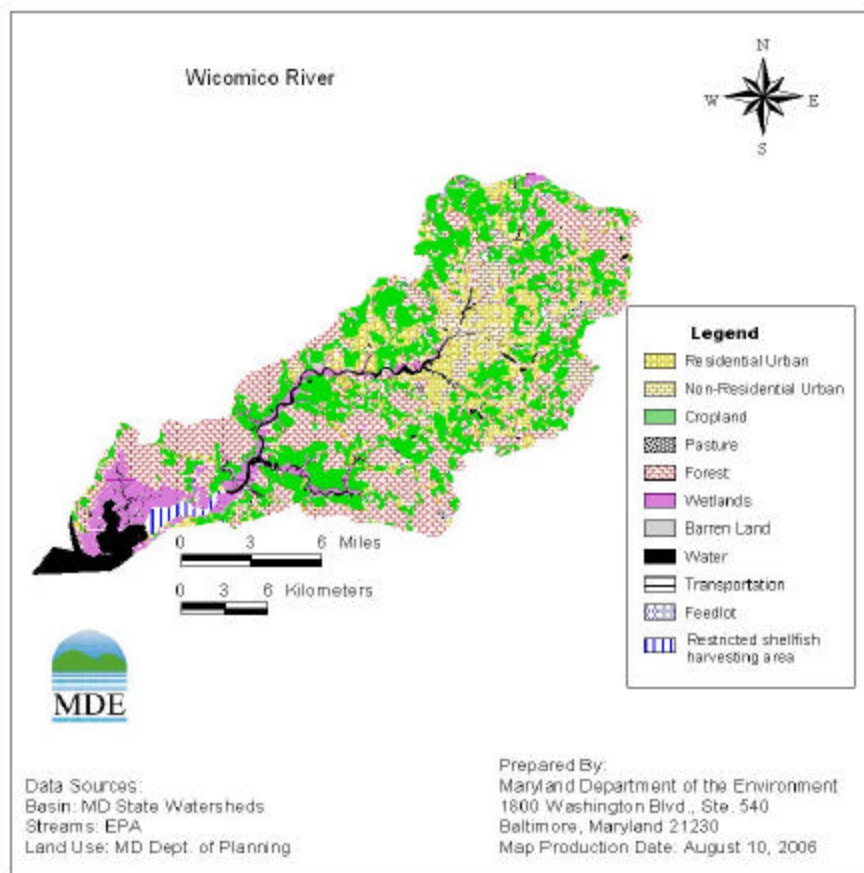 Wicomico River
N
W
E
S
Legend
Residential Urban
Non-Residential Urban
Cropland
Pasture
Forest
Wetlands
Barren Land
Water
Transportation
Feedlot
Restricted shellfish
harvesting area
0 3 6 Miles
0 3 6 Kilometers
MDE
Data Sources:
Basin: MD State Watersheds
Streams: EPA
Land Use: MD Dept. of Planning
Prepared By:
Maryland Department of the Environment
1800 Washington Blvd., Ste. 540
Baltimore, Maryland 21230
Map Production Date: August 10, 2006